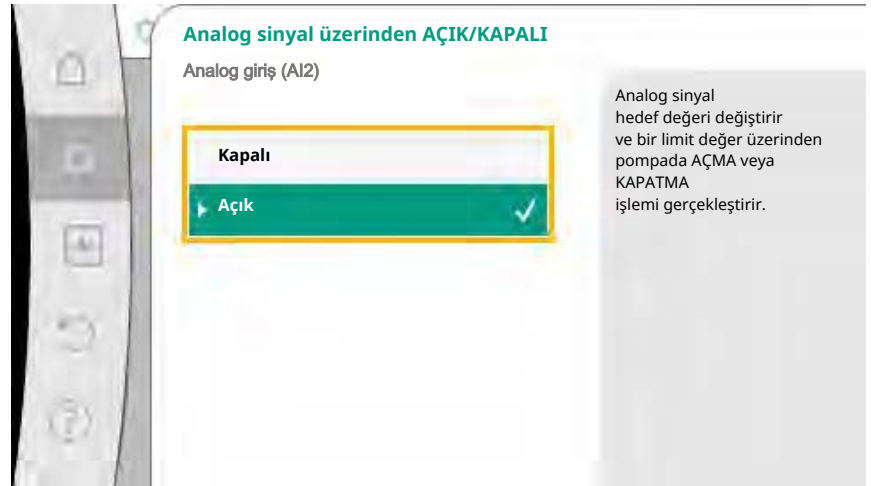 Analog sinyal üzerinden AÇIK/KAPALI
Analog giriş (AI2)
Kapalı
Açık
Analog sinyal
hedef değeri değiştirir
ve bir limit değer üzerinden
pompada AÇMA veya
KAPATMA
işlemi gerçekleştirir.